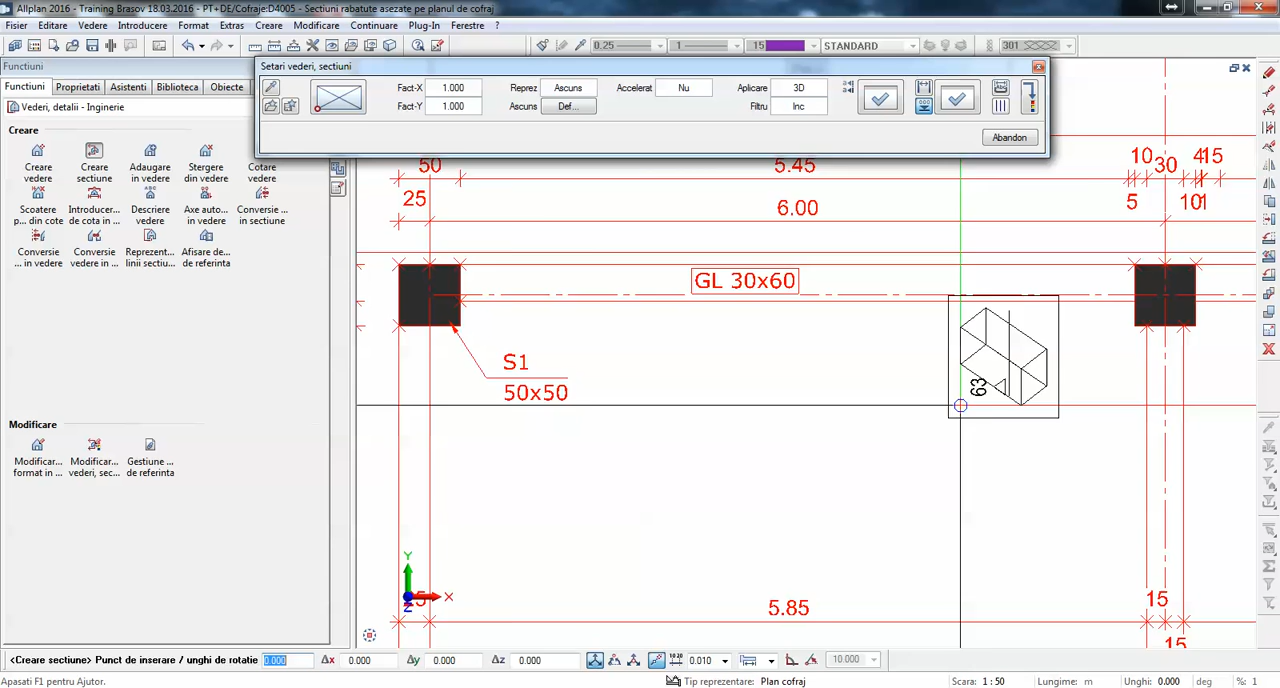 Allplan 2016 - Training Brasov 18.03.2016 - PT+DE/Cofraje:D4005 - Sectiuni rabatute asezate pe planul de cofraj
Fisier Editare Vedere Introducere Format Extras Creare Modificare Continuare Plug-In Ferestre ?
0.25 1 15 STANDARD 301
Functiuni
Functiuni Proprietati Asistenti Biblioteca Obiecte
Vederi, detalii - Inginerie
Creare
Creare vedere
Creare sectiune
Adaugare in vedere
Stergere din vedere
Cotare vedere
Scoatere p... din cote
Introducer... de cota in ...
Descriere vedere
Axe auto... in vedere
Conversie ... in sectiune
Conversie ... in vedere
Conversie vedere in ...
Reprezent... linii sectiu...
Afisare de de referinta
Modificare
Modificar... format in ...
Modificar... vederi, sec...
Gestiune ... de referinta
Setari vederi, sectiuni
Fact-X 1.000 Reprez Ascuns Accelerat Nu Aplicare 3D
Fact-Y 1.000 Ascuns Def... Filtru Inc
Abandon
50 5.45 10 30 15
25 6.00 5
GL 30x60
S1
50x50
63
Y
X
Z
5.85 15
15
<Creare sectiune> Punct de inserare / unghi de rotatie 0.000 Δx 0.000 Δy 0.000 Δz 0.000 0.010 10.000
Apasati F1 pentru Ajutor. Tip reprezentare: Plan cofraj Scara: 1 : 50 Lungime: m Unghi: 0.000 deg %: 1